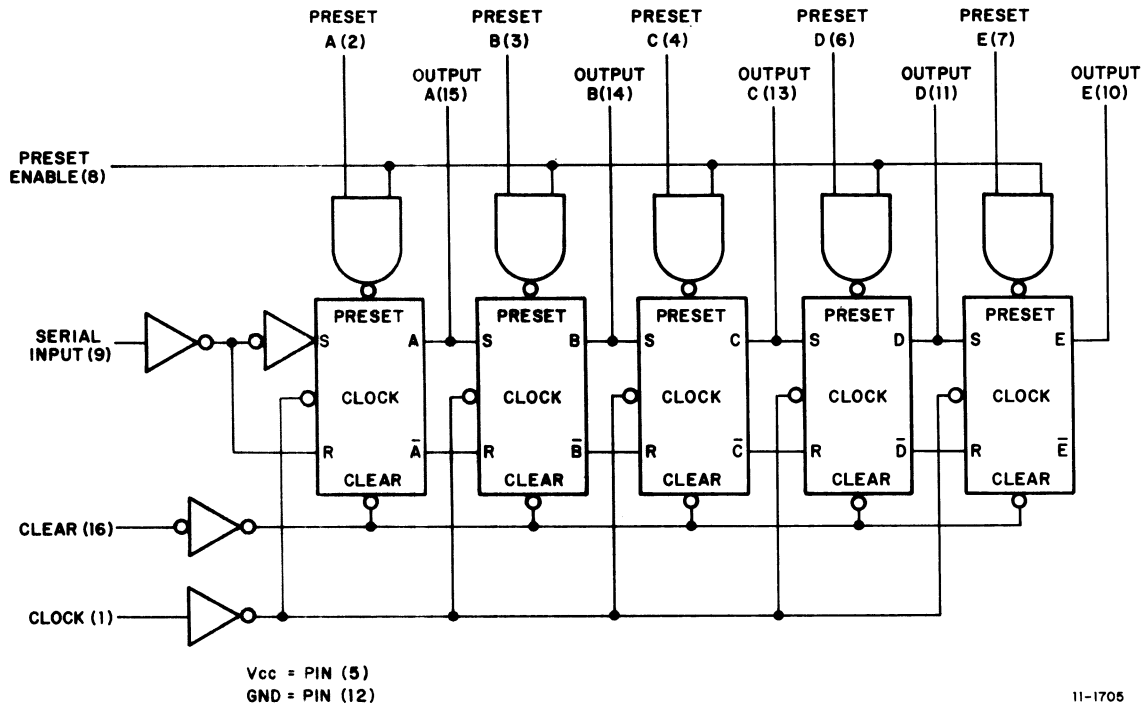 PRESET
A(2)
PRESET
B(3)
PRESET
C(4)
PRESET
D(6)
PRESET
E(7)
OUTPUT
A(15)
OUTPUT
B(14)
OUTPUT
C(13)
OUTPUT
D(11)
OUTPUT
E(10)
PRESET
ENABLE(8)
PRESET
PRESET
PRESET
PRESET
PRESET
SERIAL
INPUT(9)
S
A
S
B
S
C
S
D
S
E
CLOCK
CLOCK
CLOCK
CLOCK
CLOCK
R
A̅
R
B̅
R
C̅
R
D̅
R
E̅
CLEAR
CLEAR
CLEAR
CLEAR
CLEAR
CLEAR (16)
CLOCK (1)
Vcc = PIN (5)
GND = PIN (12)
11-1705